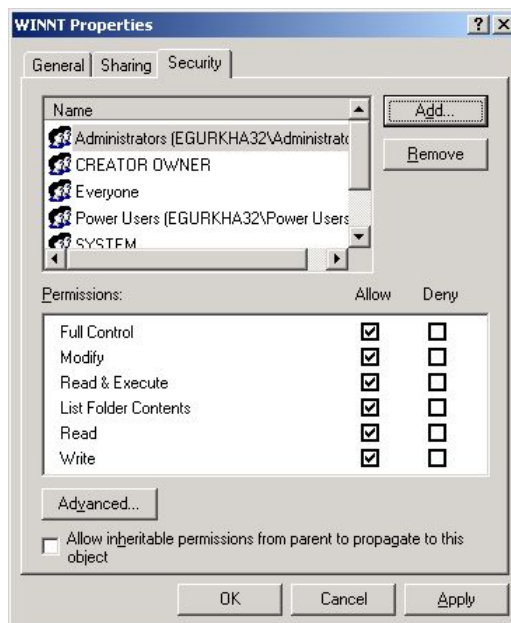 WINNT Properties
General Sharing Security
Name
Administrators (EGURKHA32\Administrato
CREATOR OWNER
Everyone
Power Users (EGURKHA32\Power Users
SYSTEM
Add...
Remove
Permissions: Allow Deny
Full Control
Modify
Read & Execute
List Folder Contents
Read
Write
Advanced...
Allow inheritable permissions from parent to propagate to this
object
OK Cancel Apply